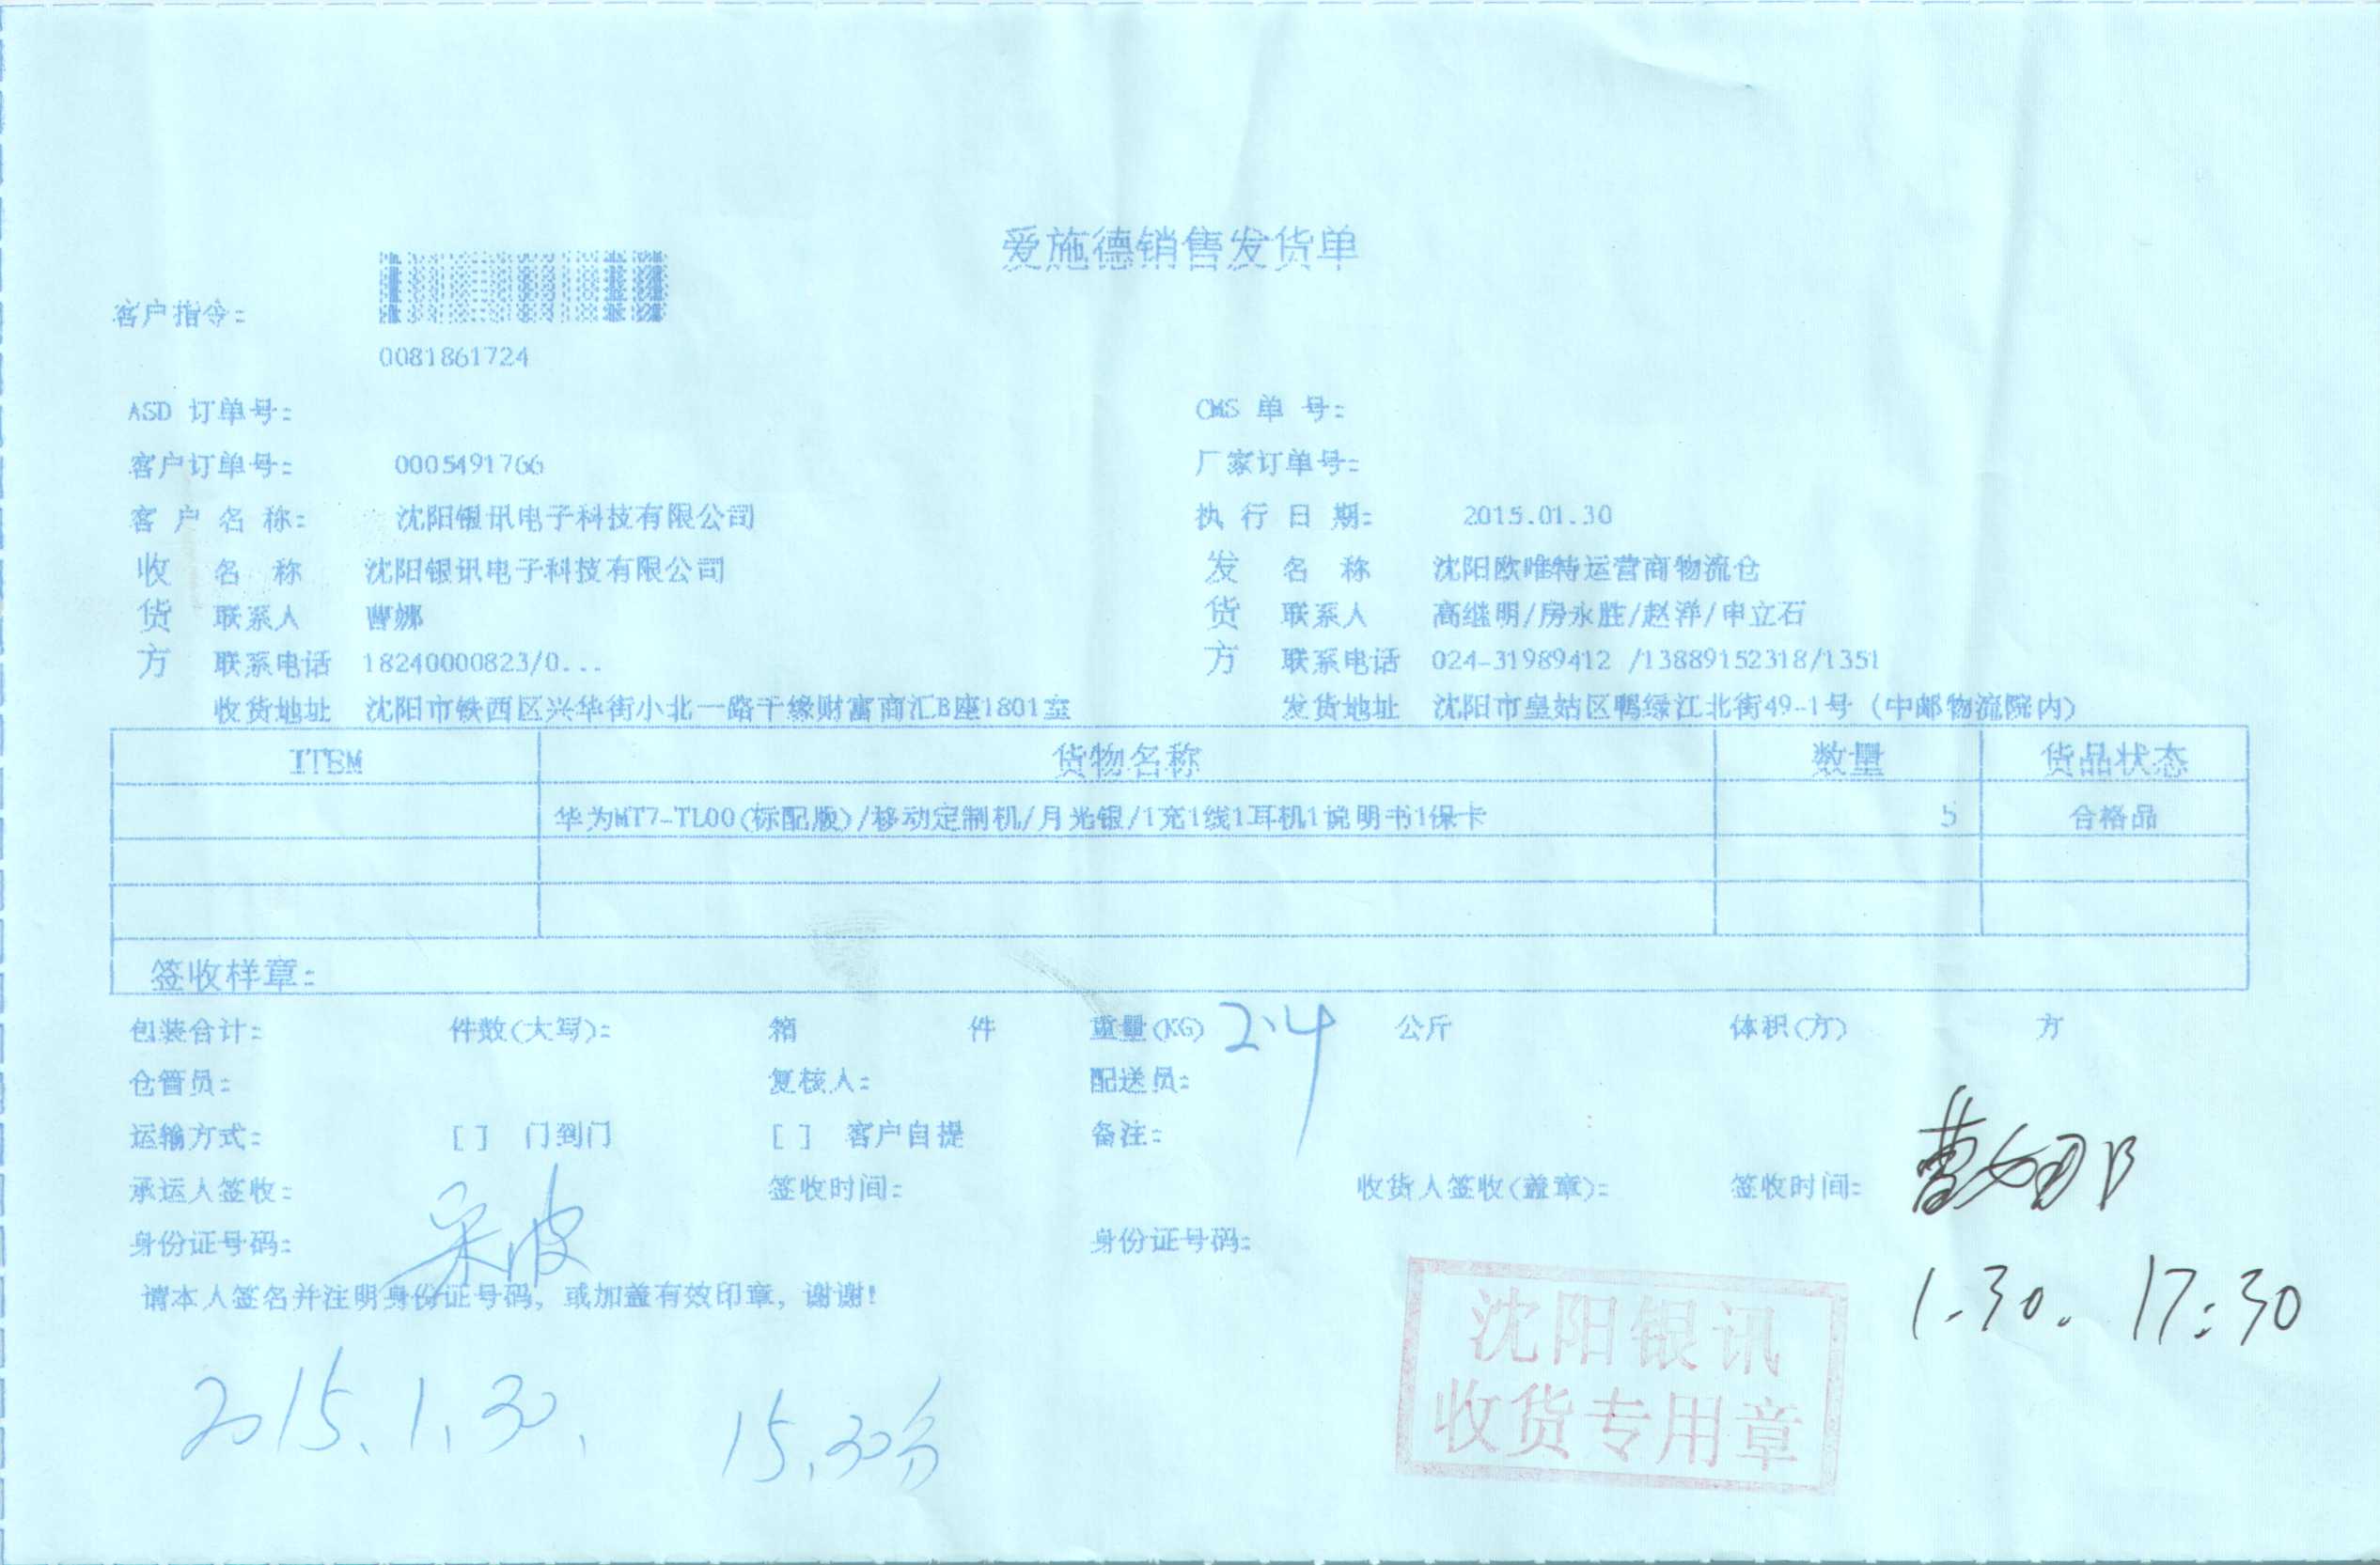 爱施德销售发货单
客户指令:
0081861724
ASD 订单号: CMS 单 号:
客户订单号: 0005491766 厂家订单号:
客 户 名 称: 沈阳银讯电子科技有限公司 执 行 日 期: 2015.01.30
收 名 称 沈阳银讯电子科技有限公司 发 名 称 沈阳欧唯特运营商物流仓
货 联系人 曹娜 货 联系人 高继明/房永胜/赵洋/申立石
方 联系电话 18240000823/0... 方 联系电话 024-31989412 /13889152318/1351
收货地址 沈阳市铁西区兴华街小北一路千缘财富商汇B座1801室 发货地址 沈阳市皇姑区鸭绿江北街49-1号 (中邮物流院内)
ITEM 货物名称 数量 货品状态
华为MT7-TL00(标配版)/移动定制机/月光银/1充1线1耳机1说明书1保卡 5 合格品
签收样章:
包装合计: 件数(大写): 箱 件 重量(KG) 2.4 公斤 体积(方) 方
仓管员: 复核人: 配送员:
运输方式: [ ] 门到门 [ ] 客户自提 备注:
承运人签收: 签收时间: 收货人签收(盖章): 签收时间: 曹娜
身份证号码: 身份证号码:
请本人签名并注明身份证号码, 或加盖有效印章, 谢谢!
1.30. 17:30
沈阳银讯
收货专用章
2015.1.30. 15.30分